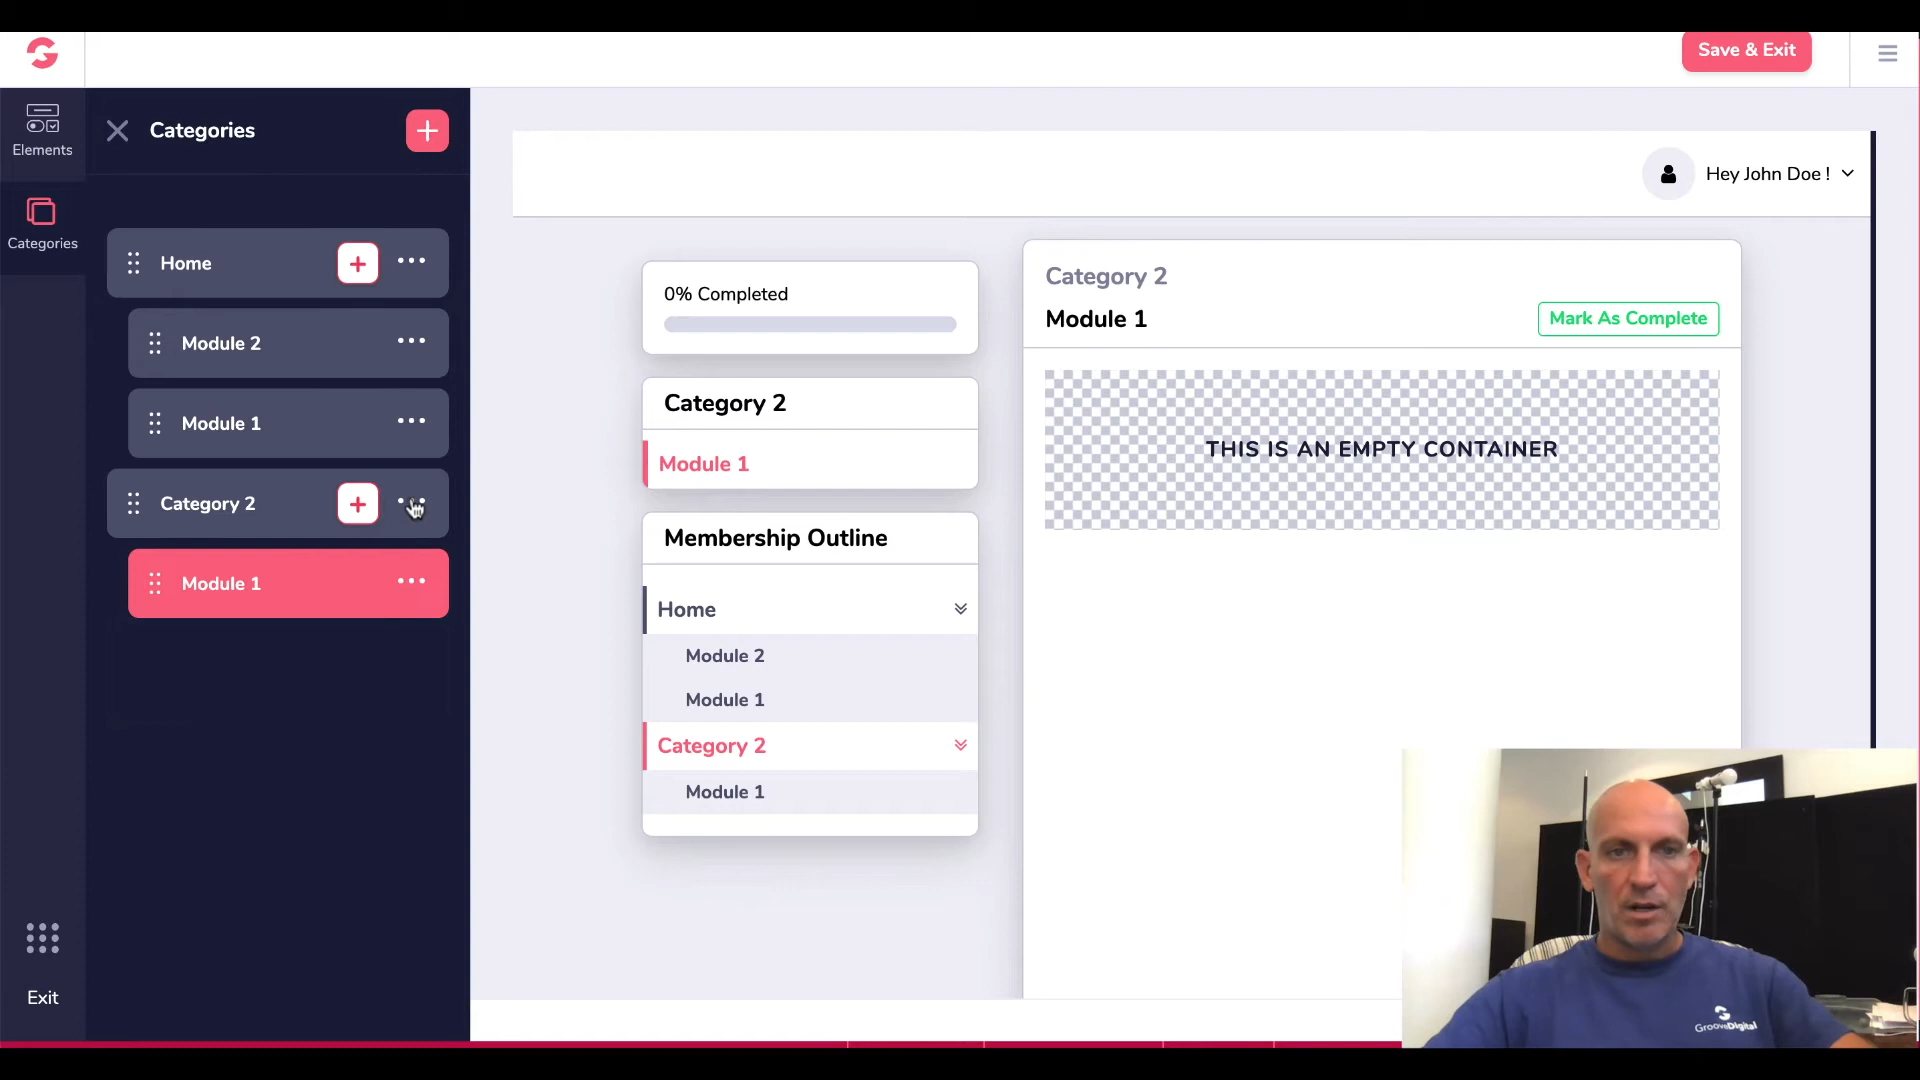 Save & Exit
Elements
Categories
Categories
Home
Module 2
Module 1
Category 2
Module 1
Exit
Hey John Doe !
0% Completed
Category 2
Module 1
Membership Outline
Home
Module 2
Module 1
Category 2
Module 1
Category 2
Module 1
Mark As Complete
THIS IS AN EMPTY CONTAINER
GrooveDigital